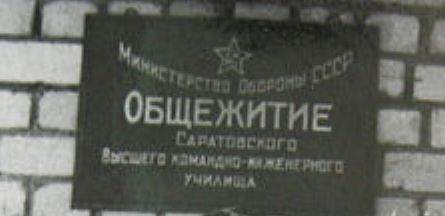 Министерство Обороны СССР
Общежитие
Саратовского
Высшего командно-инженерного
училища